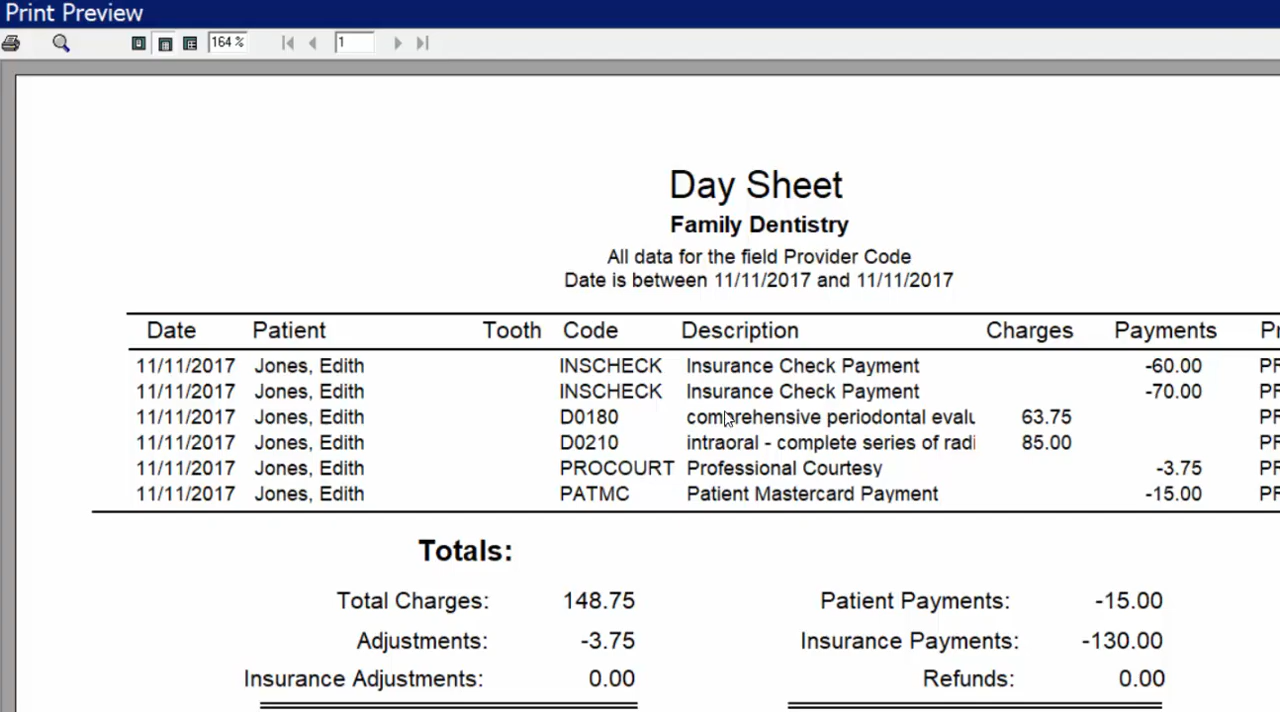 Print Preview
164 % 1
Day Sheet
Family Dentistry
All data for the field Provider Code
Date is between 11/11/2017 and 11/11/2017
Date Patient Tooth Code Description Charges Payments
11/11/2017 Jones, Edith INSCHECK Insurance Check Payment -60.00
11/11/2017 Jones, Edith INSCHECK Insurance Check Payment -70.00
11/11/2017 Jones, Edith D0180 comprehensive periodontal evalu 63.75
11/11/2017 Jones, Edith D0210 intraoral - complete series of radi 85.00
11/11/2017 Jones, Edith PROCOURT Professional Courtesy -3.75
11/11/2017 Jones, Edith PATMC Patient Mastercard Payment -15.00
Totals:
Total Charges: 148.75 Patient Payments: -15.00
Adjustments: -3.75 Insurance Payments: -130.00
Insurance Adjustments: 0.00 Refunds: 0.00